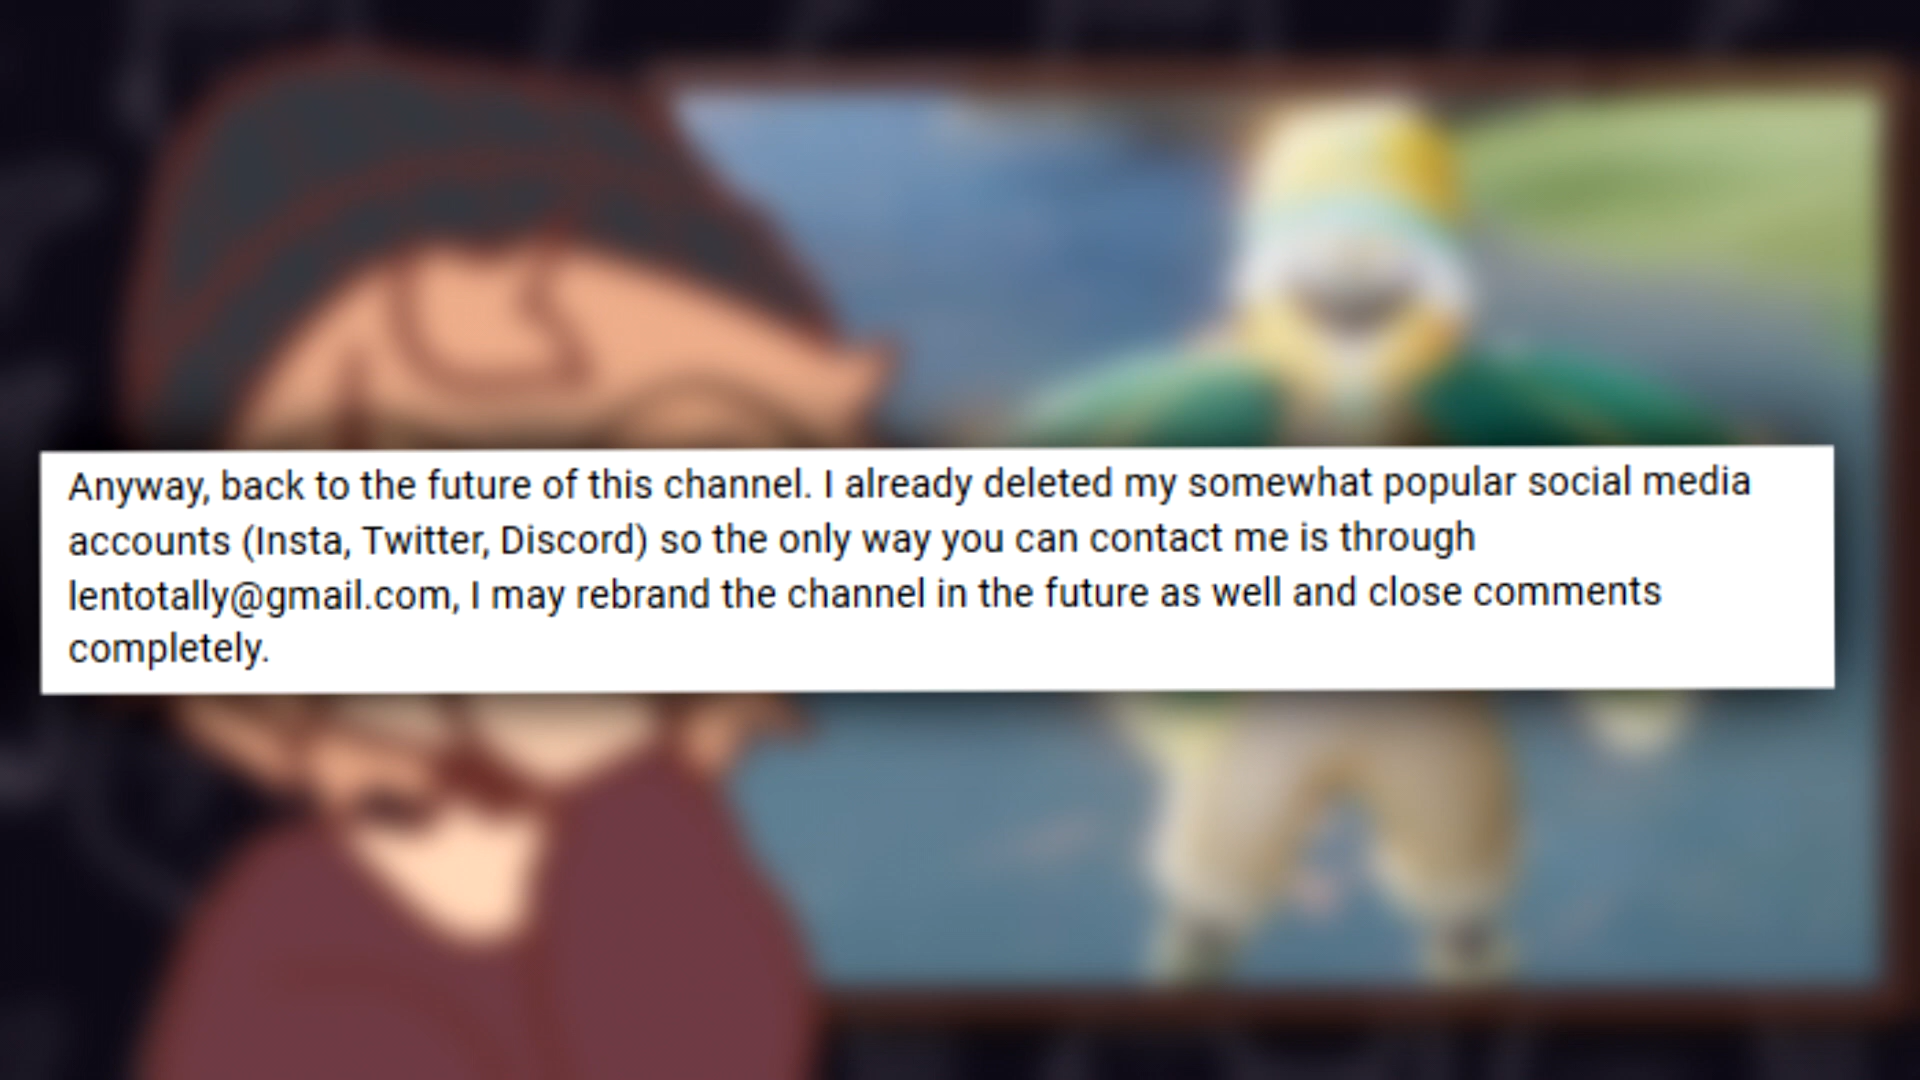 Anyway, back to the future of this channel. I already deleted my somewhat popular social media
accounts (Insta, Twitter, Discord) so the only way you can contact me is through
lentotally@gmail.com, I may rebrand the channel in the future as well and close comments
completely.